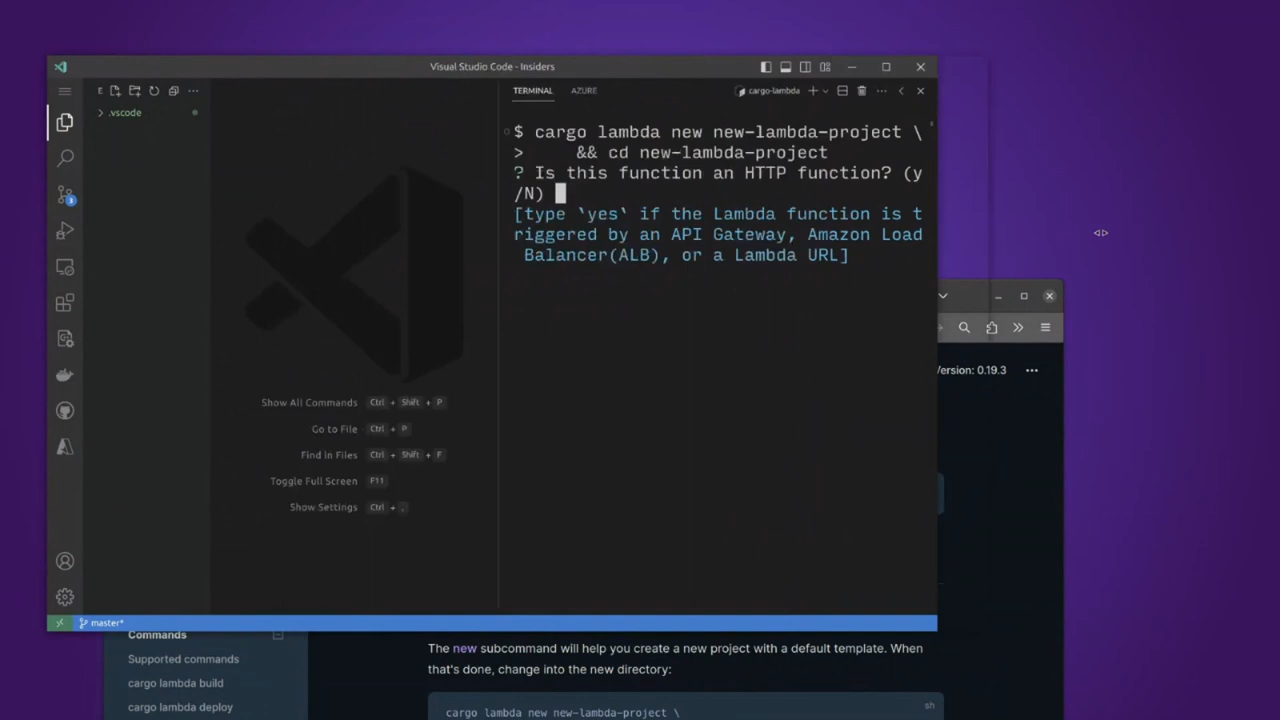 Visual Studio Code - Insiders
E
.vscode
TERMINAL
AZURE
cargo-lambda
$ cargo lambda new new-lambda-project \
> && cd new-lambda-project
? Is this function an HTTP function? (y
/N)
[type `yes` if the Lambda function is t
riggered by an API Gateway, Amazon Load
Balancer(ALB), or a Lambda URL]
Show All Commands Ctrl + Shift + P
Go to File Ctrl + P
Find in Files Ctrl + Shift + F
Toggle Full Screen F11
Show Settings Ctrl + ,
3
master*
Version: 0.19.3
Commands
Supported commands
cargo lambda build
cargo lambda deploy
The new subcommand will help you create a new project with a default template. When
that's done, change into the new directory:
sh
cargo lambda new new-lambda-project \